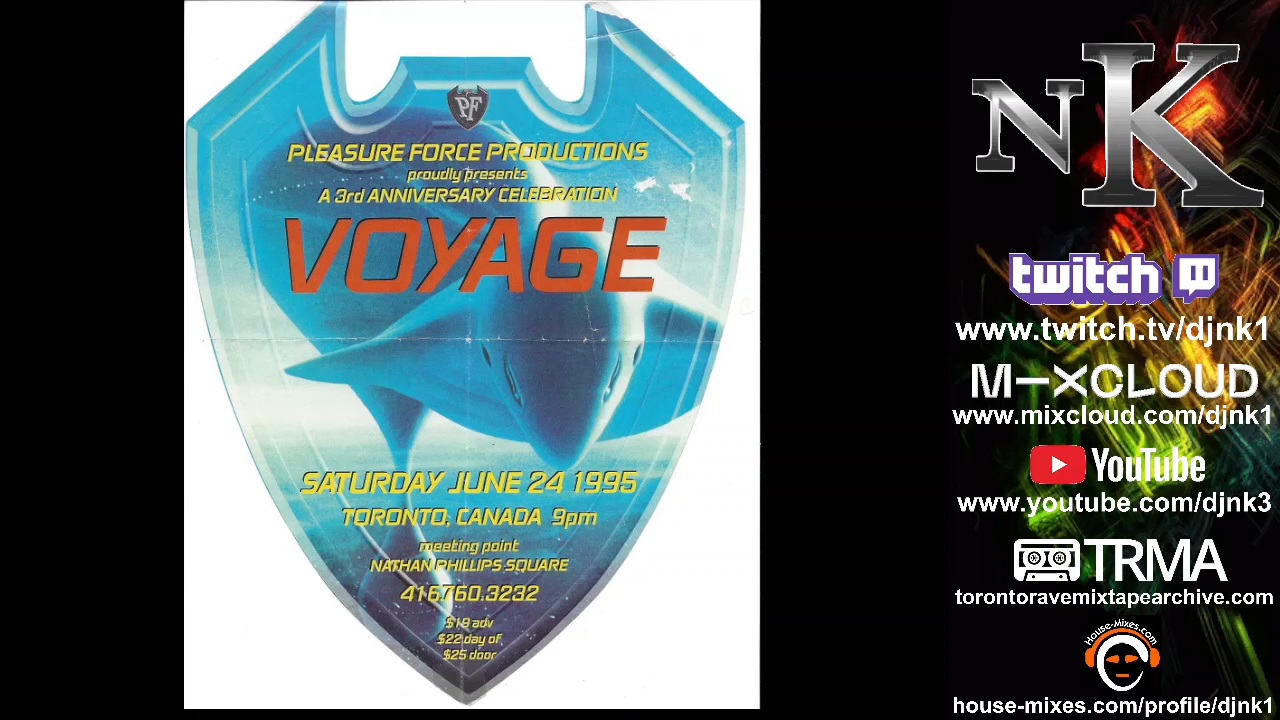 PF
PLEASURE FORCE PRODUCTIONS
proudly presents
A 3rd ANNIVERSARY CELEBRATION
VOYAGE
SATURDAY JUNE 24 1995
TORONTO, CANADA 9pm
meeting point
NATHAN PHILLIPS SQUARE
416.760.3232
$19 adv
$22 day of
$25 door
NK
twitch
www.twitch.tv/djnk1
MIXCLOUD
www.mixcloud.com/djnk1
YouTube
www.youtube.com/djnk3
TRMA
torontoravemixtapearchive.com
House-Mixes.com
house-mixes.com/profile/djnk1